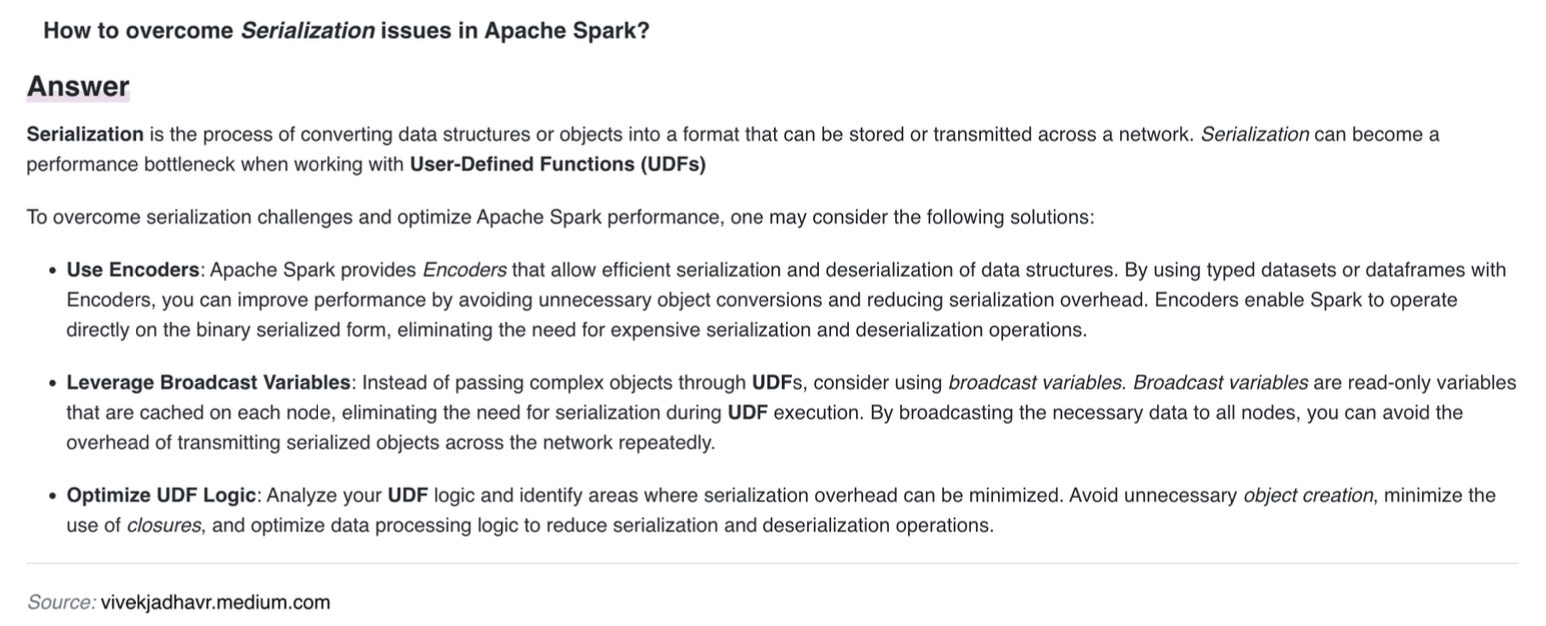 How to overcome Serialization issues in Apache Spark?
Answer
Serialization is the process of converting data structures or objects into a format that can be stored or transmitted across a network. Serialization can become a
performance bottleneck when working with User-Defined Functions (UDFs)
To overcome serialization challenges and optimize Apache Spark performance, one may consider the following solutions:
• Use Encoders: Apache Spark provides Encoders that allow efficient serialization and deserialization of data structures. By using typed datasets or dataframes with
Encoders, you can improve performance by avoiding unnecessary object conversions and reducing serialization overhead. Encoders enable Spark to operate
directly on the binary serialized form, eliminating the need for expensive serialization and deserialization operations.
• Leverage Broadcast Variables: Instead of passing complex objects through UDFs, consider using broadcast variables. Broadcast variables are read-only variables
that are cached on each node, eliminating the need for serialization during UDF execution. By broadcasting the necessary data to all nodes, you can avoid the
overhead of transmitting serialized objects across the network repeatedly.
• Optimize UDF Logic: Analyze your UDF logic and identify areas where serialization overhead can be minimized. Avoid unnecessary object creation, minimize the
use of closures, and optimize data processing logic to reduce serialization and deserialization operations.
Source: vivekjadhavr.medium.com